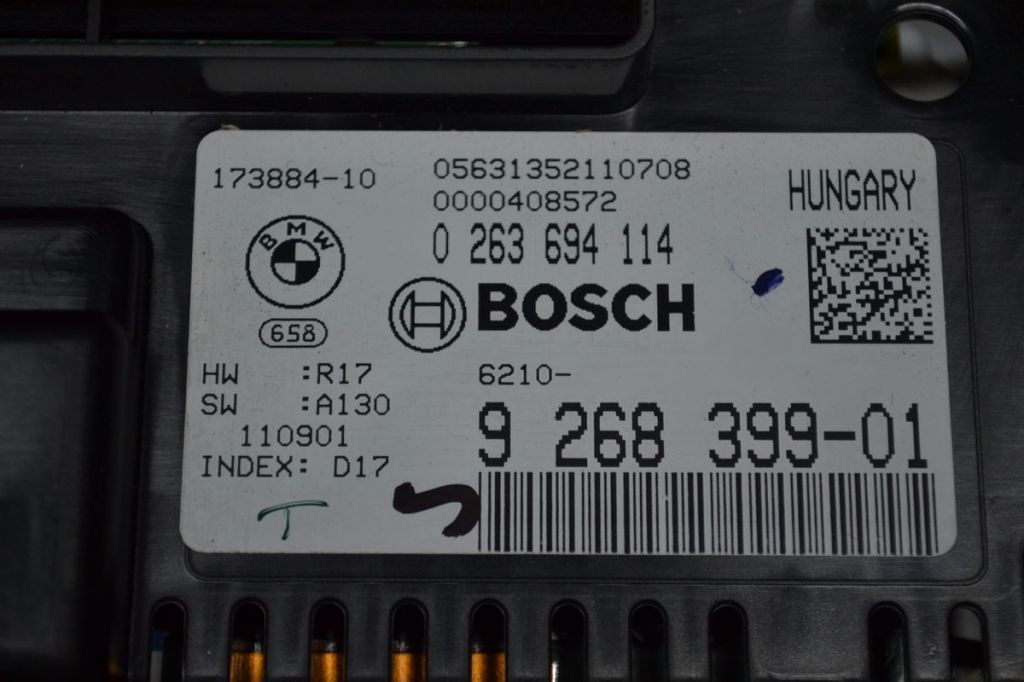 173884-10
05631352110708
0000408572
HUNGARY
0 263 694 114
BMW
BOSCH
658
HW :R17
6210-
SW :A130
9 268 399-01
110901
INDEX: D17
T